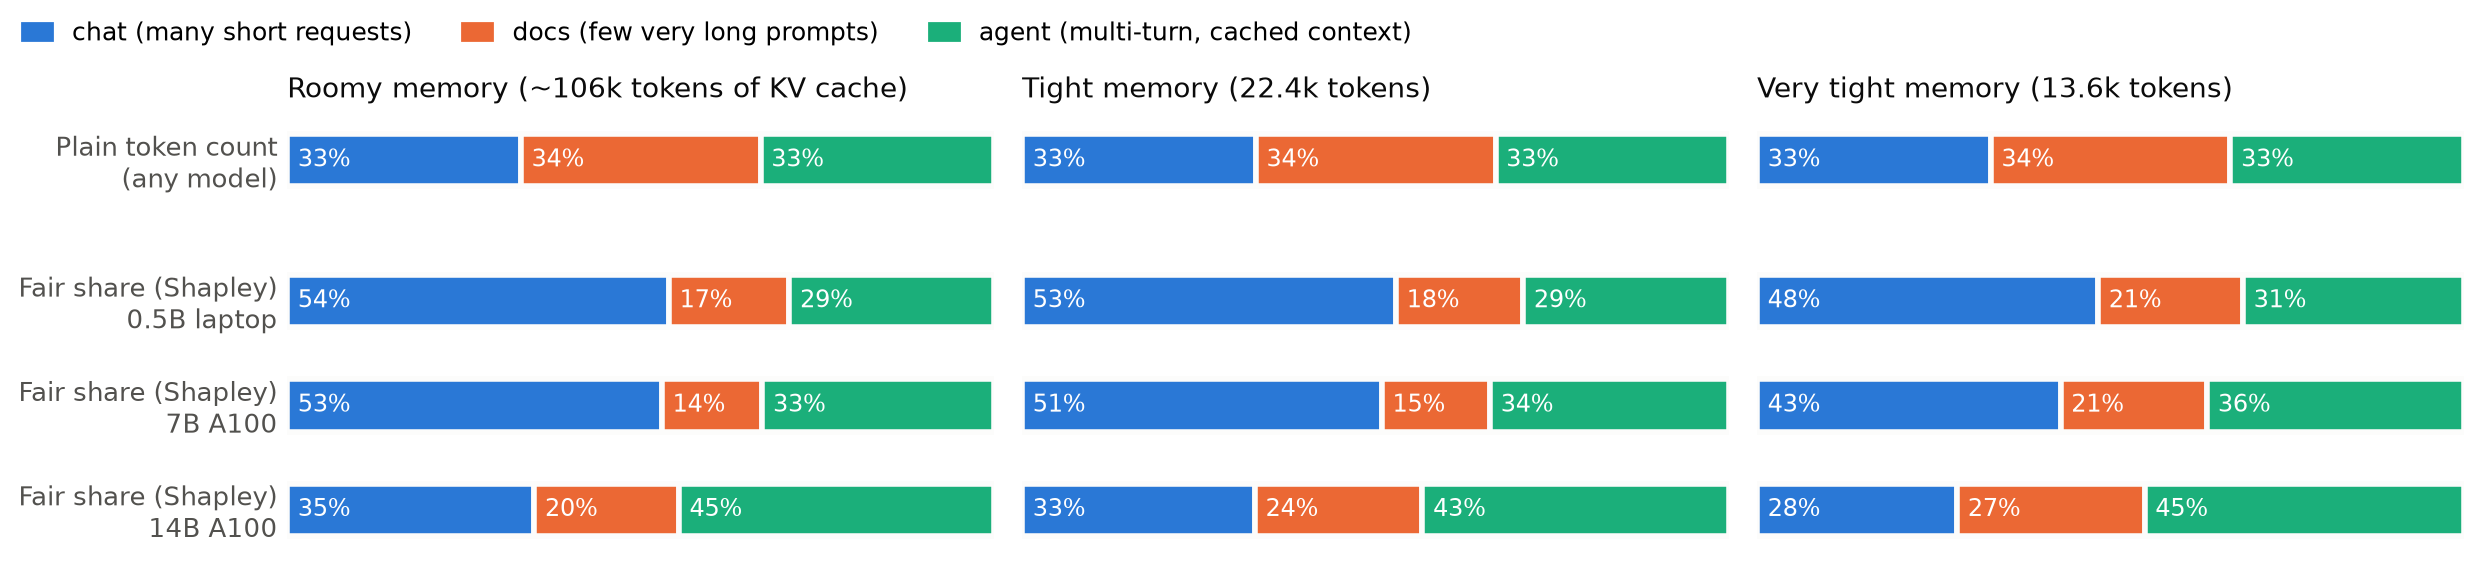 chat (many short requests) docs (few very long prompts) agent (multi-turn, cached context)
Roomy memory (~106k tokens of KV cache) Tight memory (22.4k tokens) Very tight memory (13.6k tokens)
Plain token count
(any model)
33% 34% 33% 33% 34% 33% 33% 34% 33%
Fair share (Shapley)
0.5B laptop
54% 17% 29% 53% 18% 29% 48% 21% 31%
Fair share (Shapley)
7B A100
53% 14% 33% 51% 15% 34% 43% 21% 36%
Fair share (Shapley)
14B A100
35% 20% 45% 33% 24% 43% 28% 27% 45%